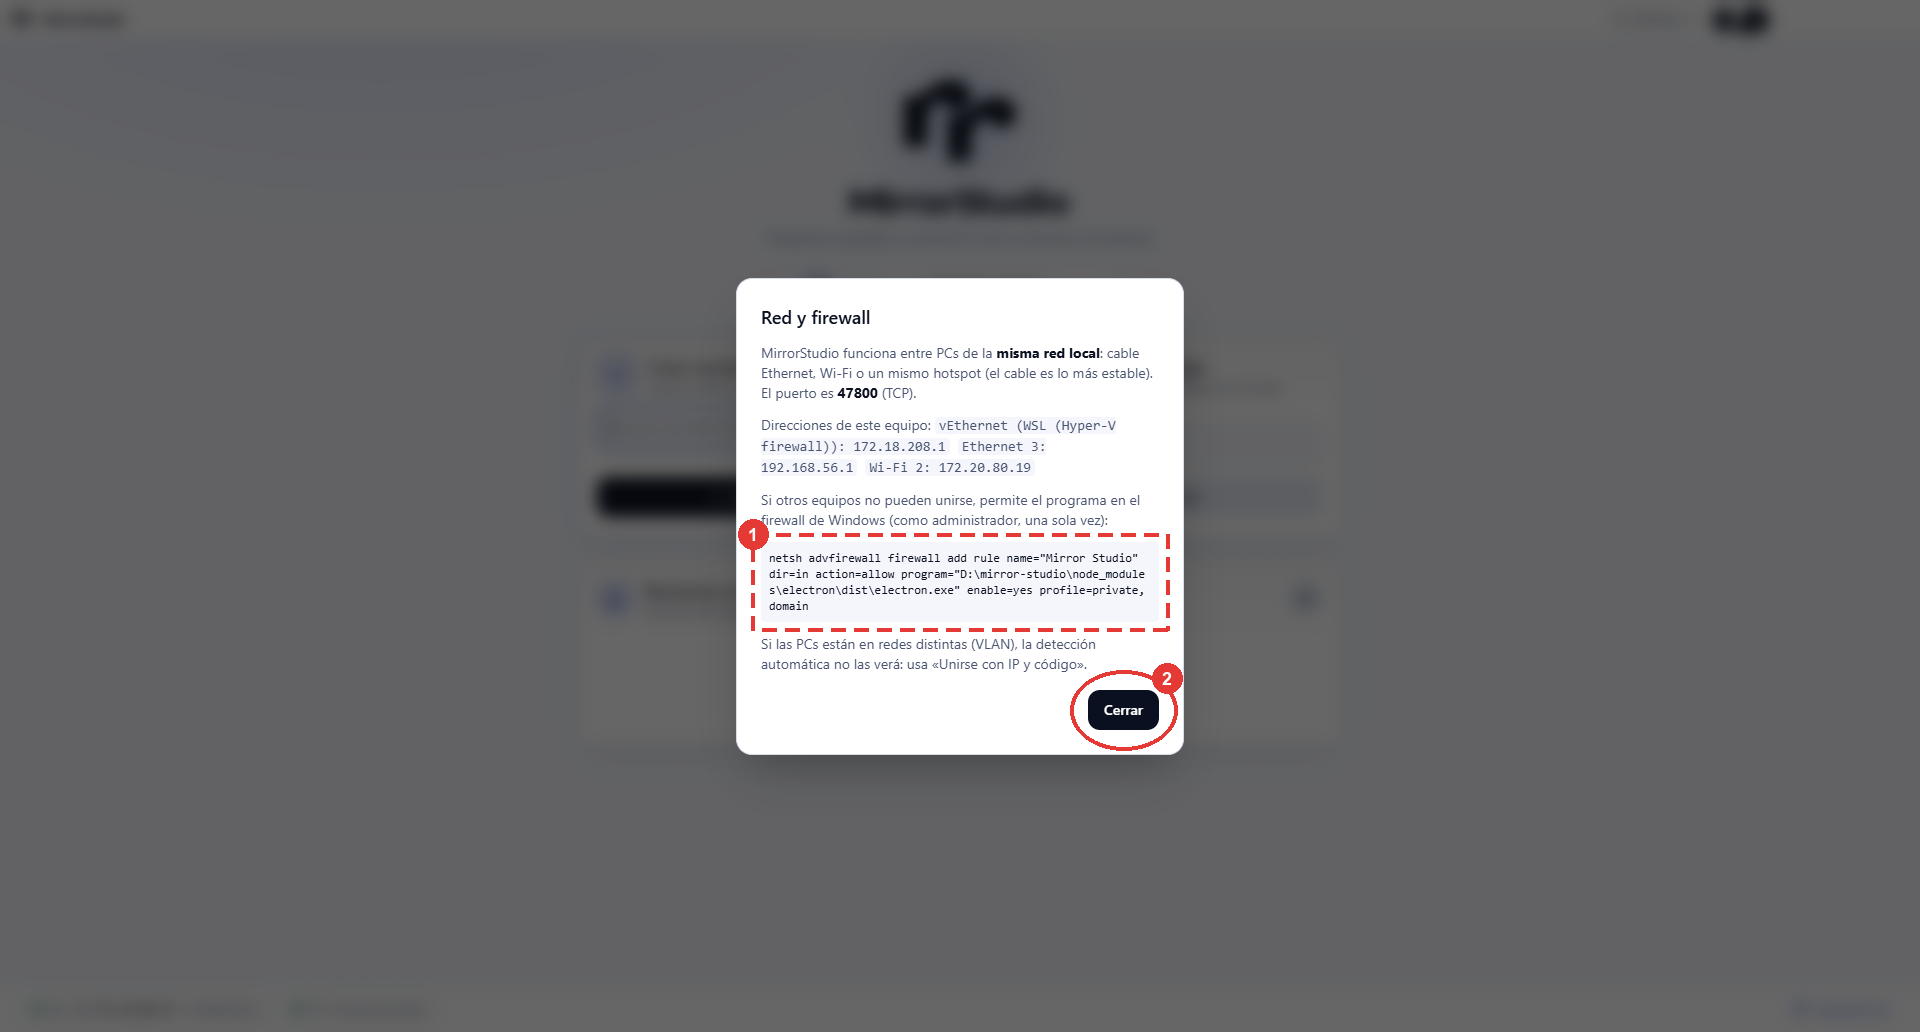 MirrorStudio
Red y firewall
MirrorStudio funciona entre PCs de la misma red local: cable
Ethernet, Wi-Fi o un mismo hotspot (el cable es lo más estable).
El puerto es 47800 (TCP).
Direcciones de este equipo: vEthernet (WSL (Hyper-V
firewall)): 172.18.208.1 Ethernet 3:
192.168.56.1 Wi-Fi 2: 172.20.80.19
Si otros equipos no pueden unirse, permite el programa en el
firewall de Windows (como administrador, una sola vez):
1
netsh advfirewall firewall add rule name="Mirror Studio"
dir=in action=allow program="D:\mirror-studio\node_module
s\electron\dist\electron.exe" enable=yes profile=private,
domain
Si las PCs están en redes distintas (VLAN), la detección
automática no las verá: usa «Unirse con IP y código».
2
Cerrar